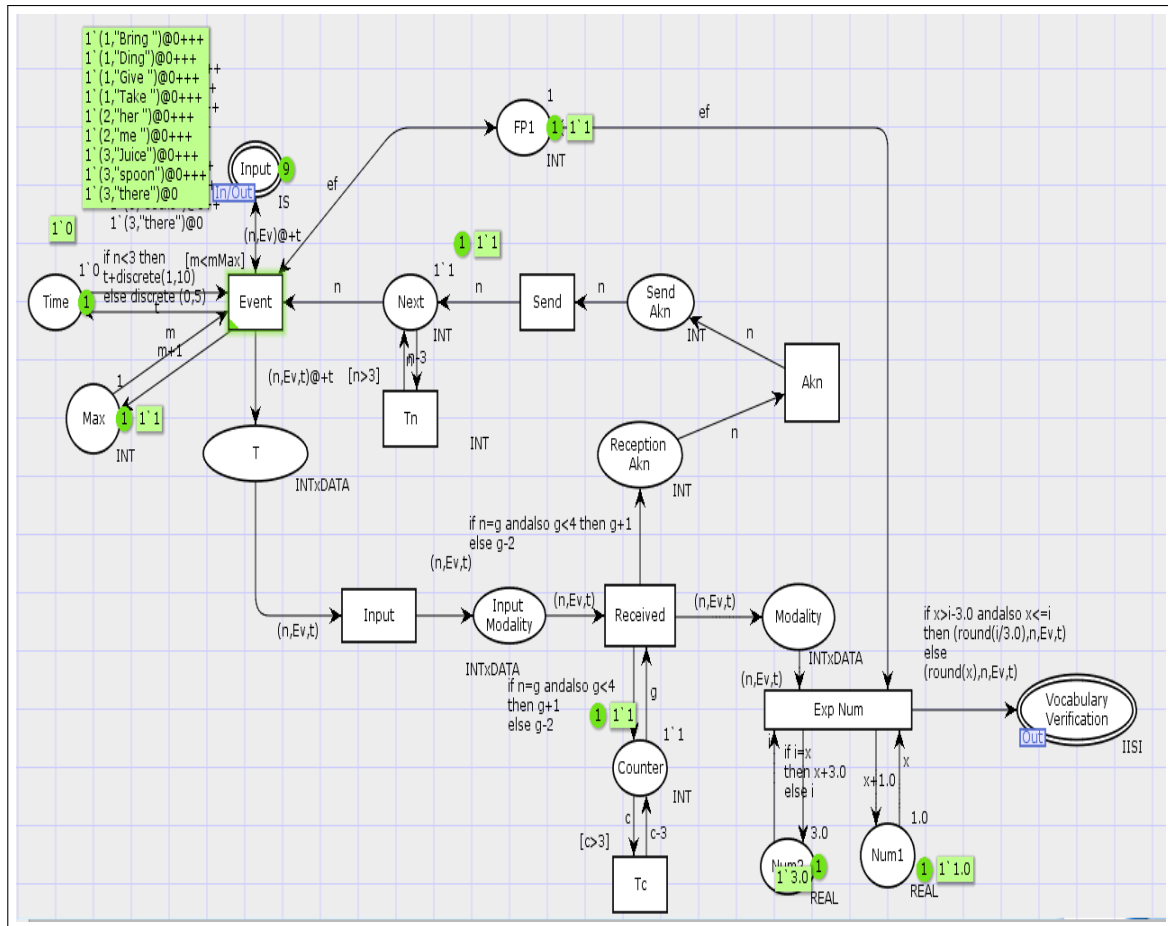 1`(1,"Bring ")@0+++
1`(1,"Ding")@0+++
1`(1,"Give ")@0+++
1`(1,"Take ")@0+++
1`(2,"her ")@0+++
1`(2,"me ")@0+++
1`(3,"Juice")@0+++
1`(3,"spoon")@0+++
1`(3,"there")@0
1`(3,"there")@0
Input
9
In/Out
IS
(n,Ev)@+t
1
FP1
1
1`1
INT
ef
ef
1`0
1`0
Time
1
if n<3 then
t+discrete(1,10)
else discrete (0,5)
t
[m<mMax]
Event
n
1
1`1
1`1
Next
INT
n
Send
n
Send
Akn
INT
n
Akn
n
m
m+1
1
Max
1
1`1
INT
(n,Ev,t)@+t
[n>3]
n-3
Tn
INT
T
INTxDATA
Reception
Akn
INT
if n=g andalso g<4 then g+1
else g-2
(n,Ev,t)
Input
(n,Ev,t)
Input
Modality
INTxDATA
(n,Ev,t)
Received
(n,Ev,t)
Modality
INTxDATA
(n,Ev,t)
if x>i-3.0 andalso x<=i
then (round(i/3.0),n,Ev,t)
else
(round(x),n,Ev,t)
Exp Num
Vocabulary
Verification
Out
IISI
if n=g andalso g<4
then g+1
else g-2
g
1
1`1
1`1
Counter
INT
c
c-3
[c>3]
Tc
i
if i=x
then x+3.0
else i
x+1.0
x
3.0
1`3.0
1
REAL
1.0
Num1
1
1`1.0
REAL